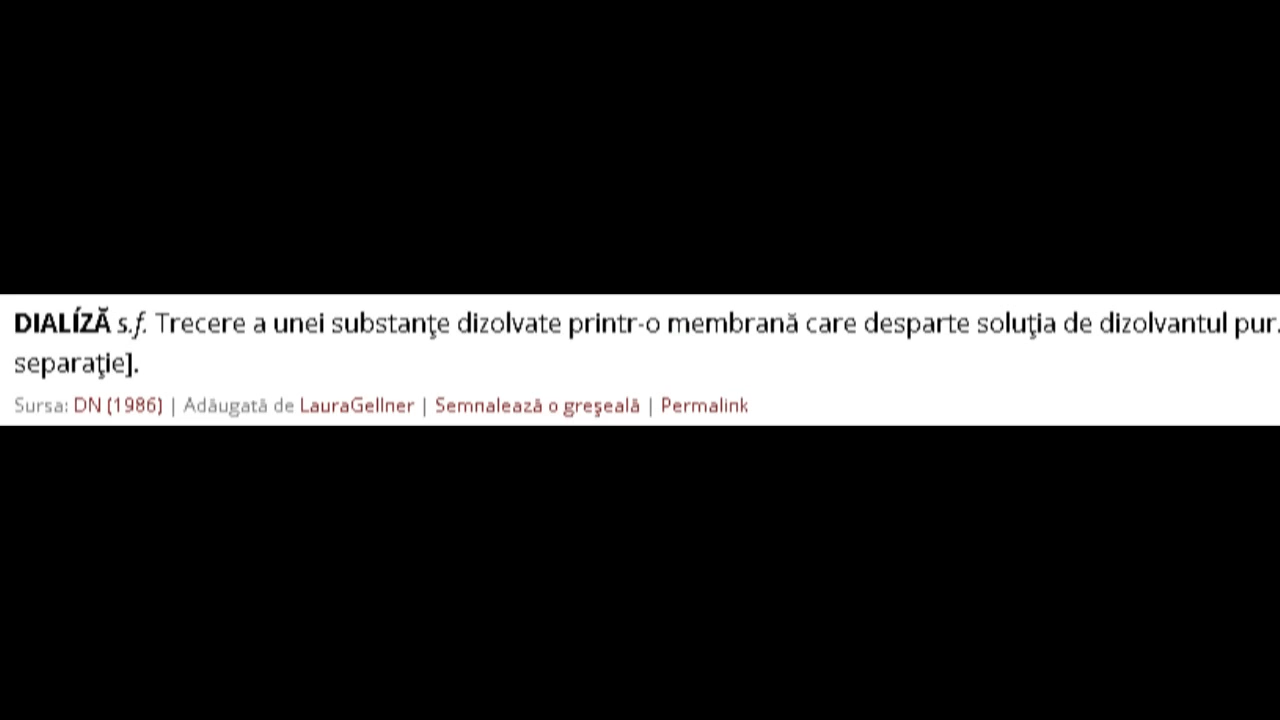 DIALÍZĂ s.f. Trecere a unei substanţe dizolvate printr-o membrană care desparte soluţia de dizolvantul pur.
separaţie].
Sursa: DN (1986) | Adăugată de LauraGellner | Semnalează o greşeală | Permalink